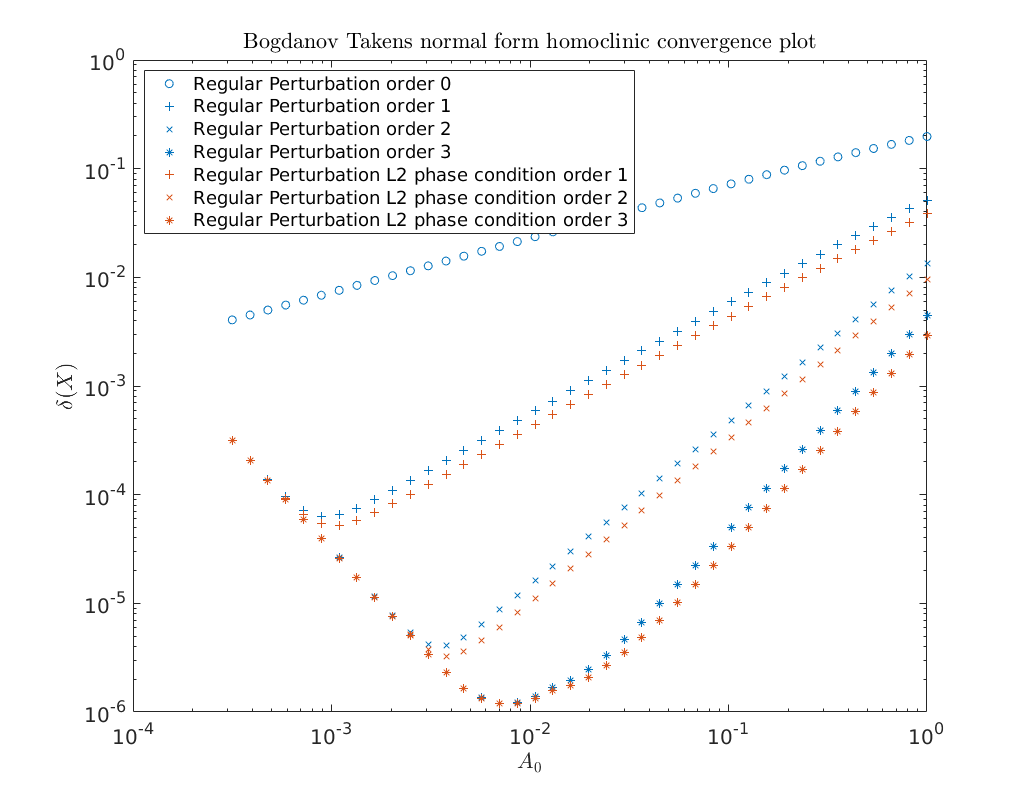 Bogdanov Takens normal form homoclinic convergence plot
10^0
Regular Perturbation order 0
Regular Perturbation order 1
Regular Perturbation order 2
Regular Perturbation order 3
Regular Perturbation L2 phase condition order 1
Regular Perturbation L2 phase condition order 2
Regular Perturbation L2 phase condition order 3
10^-1
10^-2
10^-3
10^-4
10^-5
10^-6
δ(X)
10^-4 10^-3 10^-2 10^-1 10^0
A_0